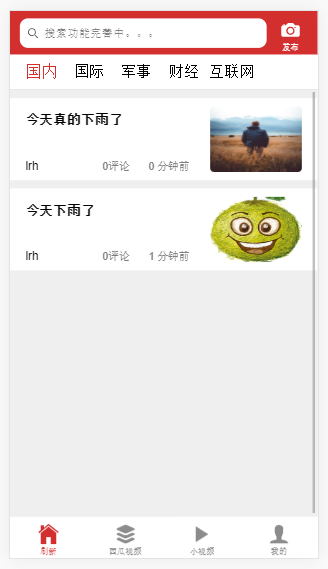 搜索功能完善中。。。
发布
国内 国际 军事 财经 互联网
今天真的下雨了
lrh 0评论 0 分钟前
今天下雨了
lrh 0评论 1 分钟前
刷新 西瓜视频 小视频 我的